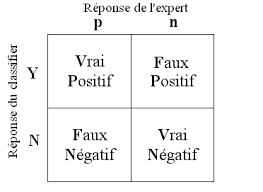 Réponse de l'expert
p n
Réponse du classifier
Y
Vrai
Positif
Faux
Positif
N
Faux
Négatif
Vrai
Négatif